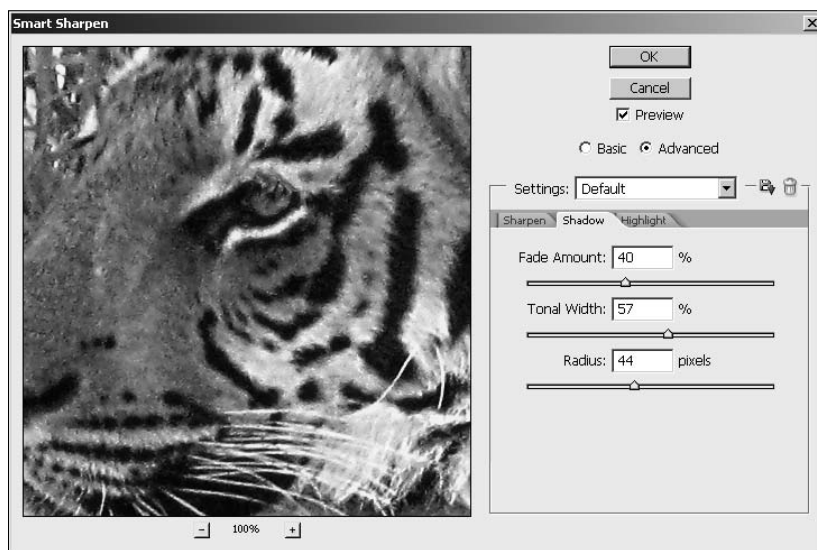 Smart Sharpen
OK
Cancel
Preview
Basic Advanced
Settings: Default
Sharpen Shadow Highlight
Fade Amount: 40 %
Tonal Width: 57 %
Radius: 44 pixels
100%